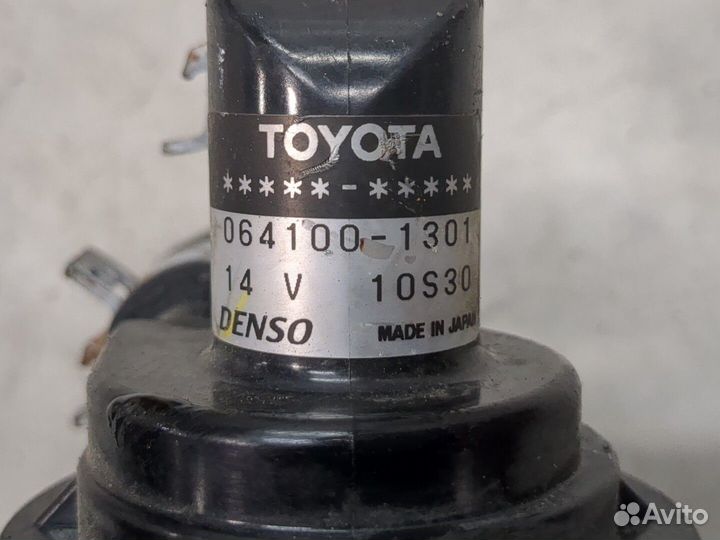 TOYOTA
*****-*****
064100-1301
14 V 10S30
DENSO MADE IN JAPAN
Avito